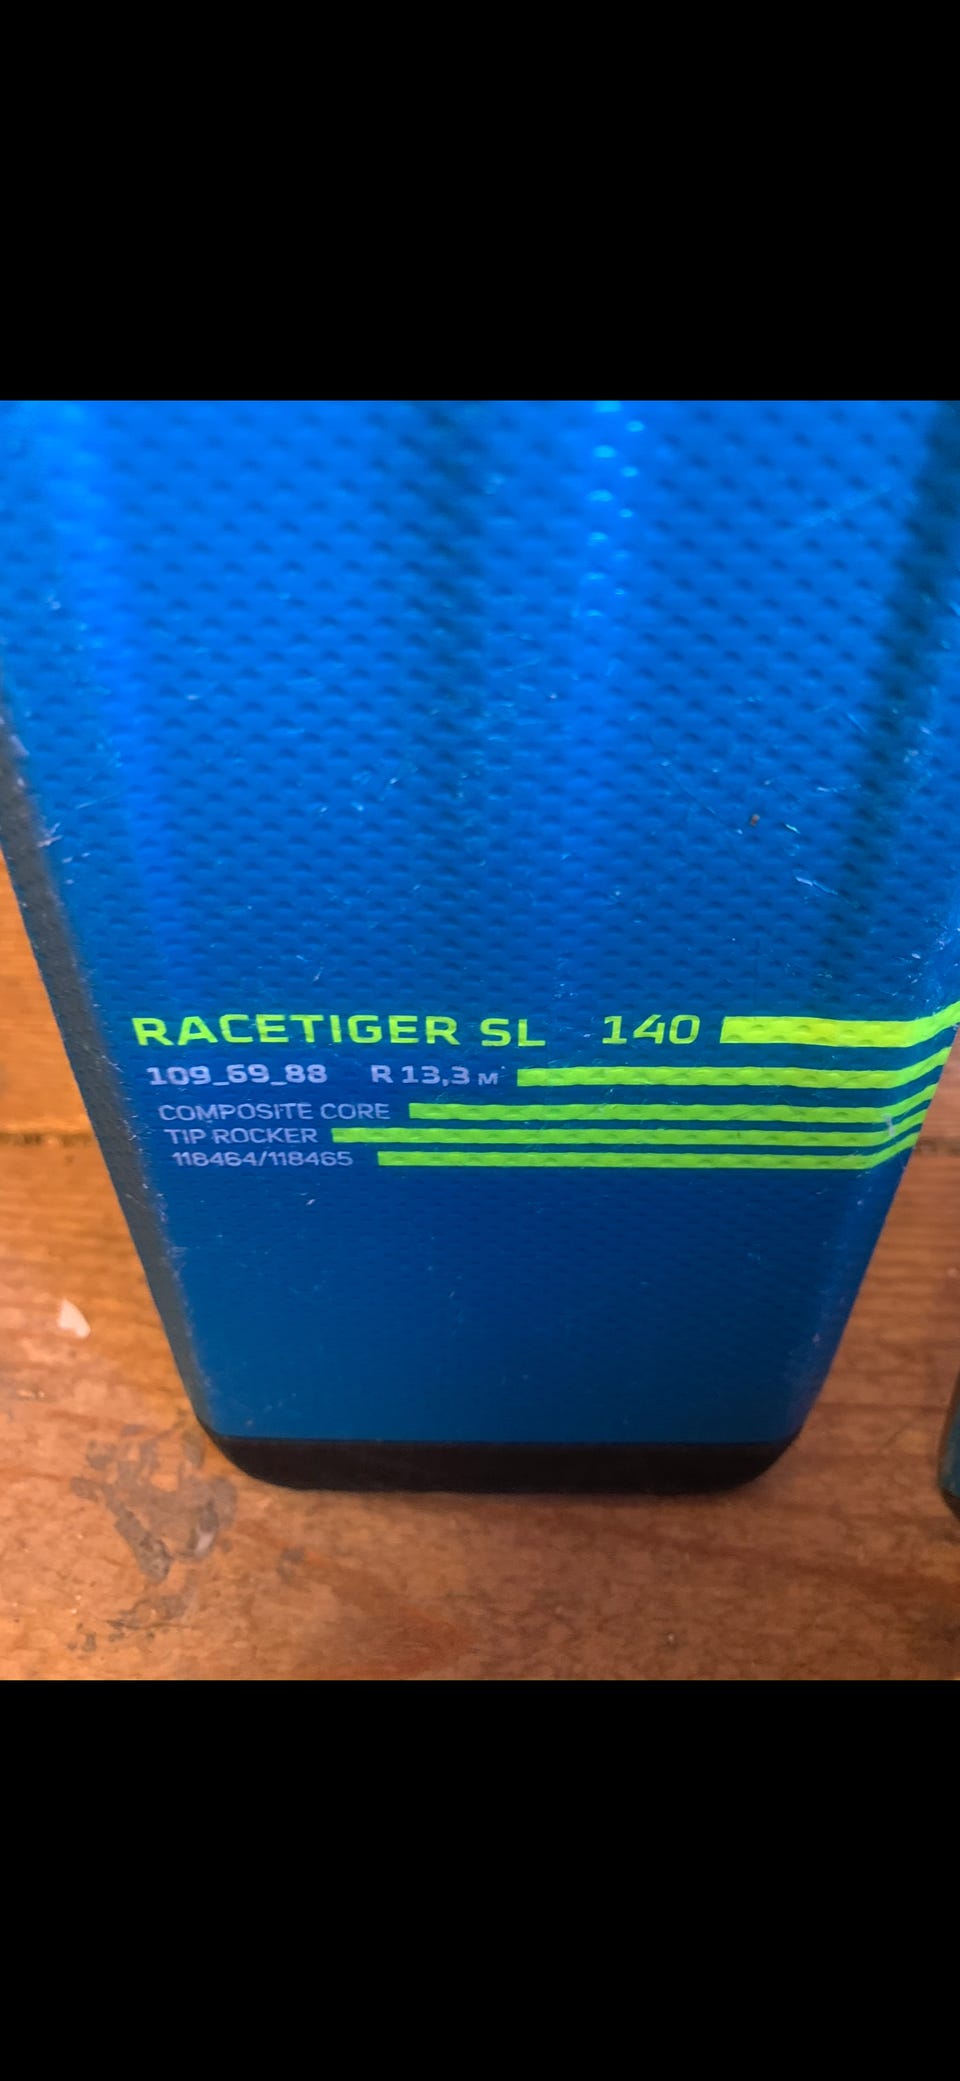 RACETIGER SL 140
109_69_88 R 13,3 M
COMPOSITE CORE
TIP ROCKER
118464/118465